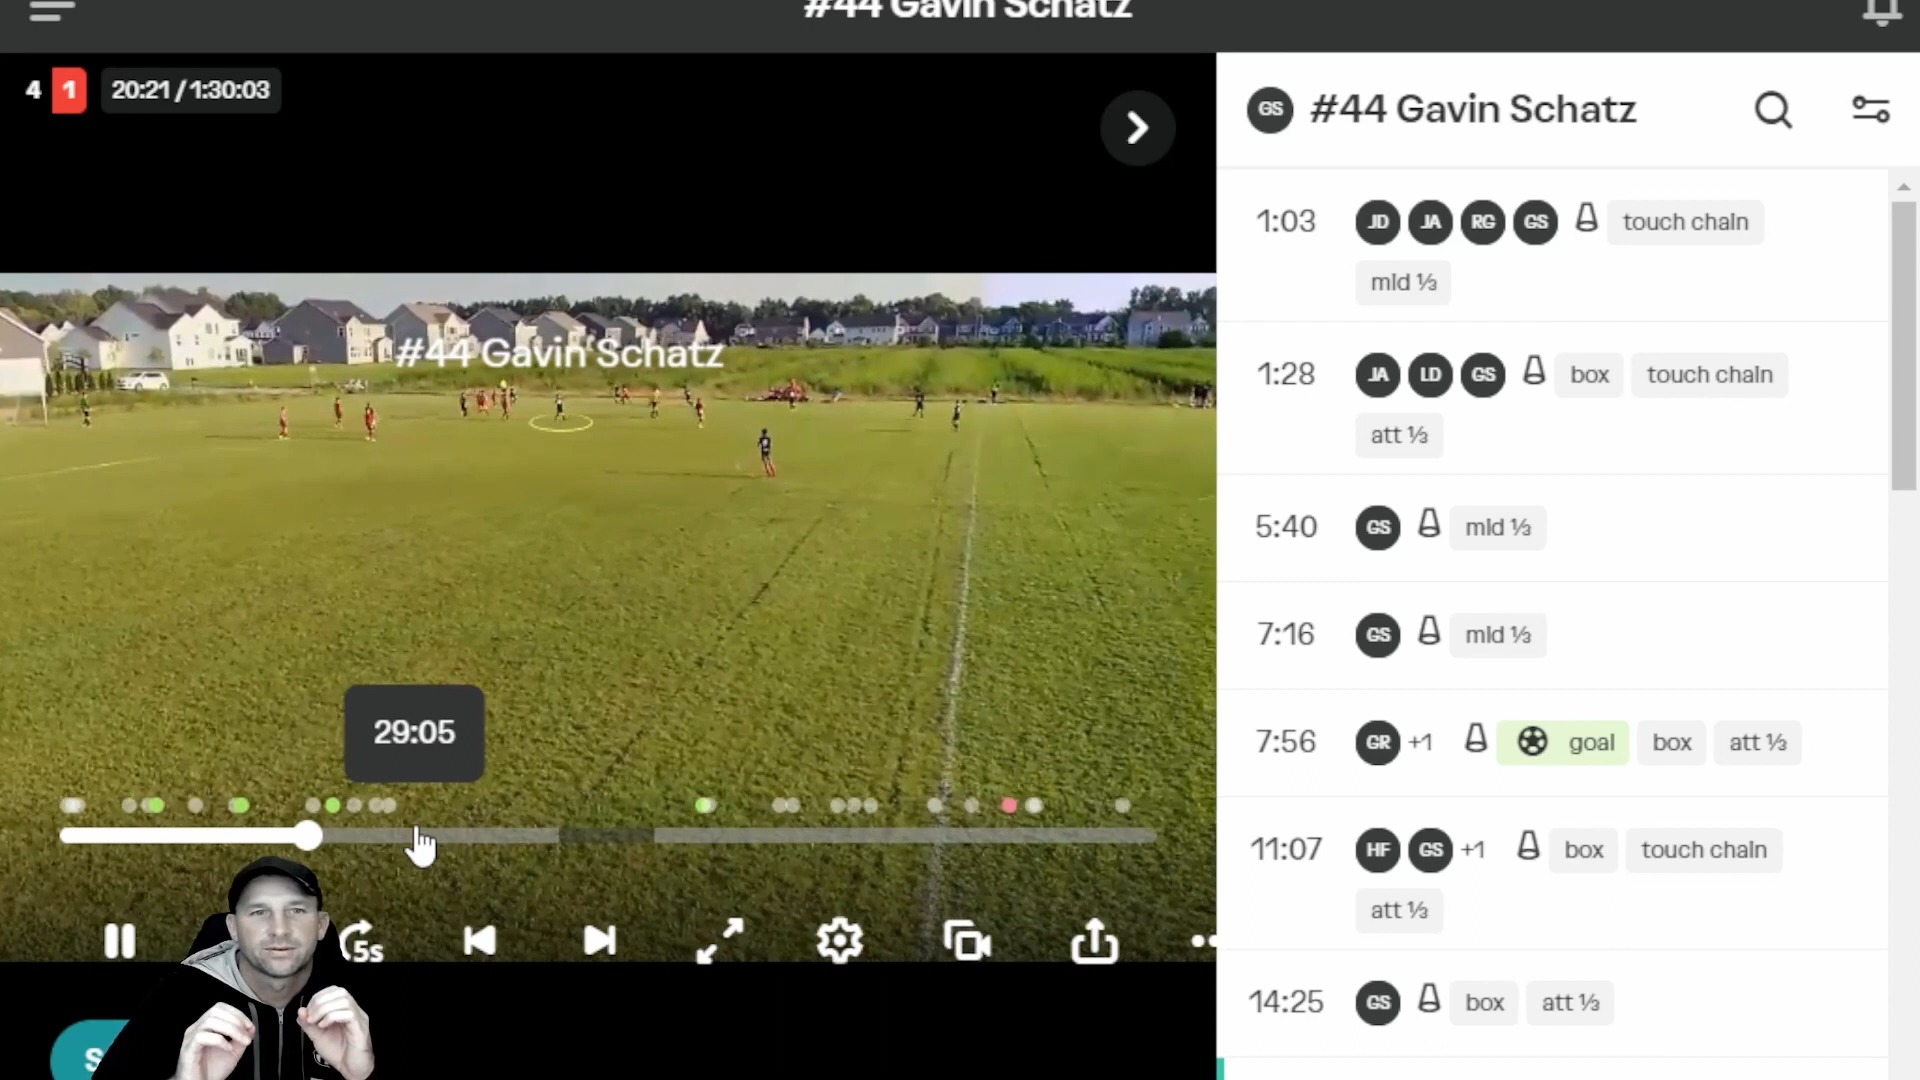 #44 Gavin Schatz
4 1 20:21 / 1:30:03
#44 Gavin Schatz
29:05
5s
S
GS #44 Gavin Schatz
1:03 JD JA RG GS touch chain
mid ⅓
1:28 JA LD GS box touch chain
att ⅓
5:40 GS mid ⅓
7:16 GS mid ⅓
7:56 GR +1 goal box att ⅓
11:07 HF GS +1 box touch chain
att ⅓
14:25 GS box att ⅓